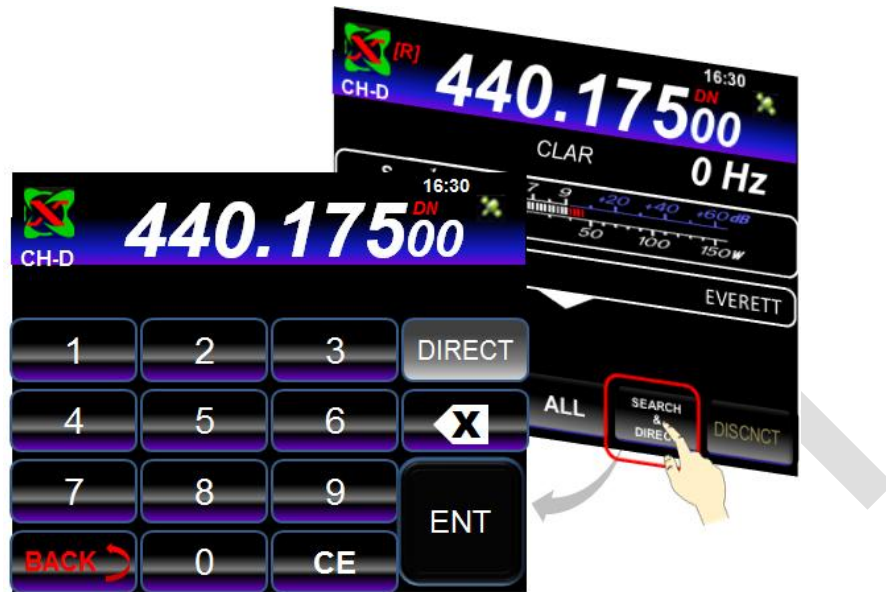 [R]
16:30
CH-D
440.17500
DN
CLAR
0 Hz
7 9 +20 +40 +60dB
50 100 150W
EVERETT
ALL
SEARCH
&
DISCNCT
16:30
CH-D
440.17500
DN
1 2 3 DIRECT
4 5 6 X
7 8 9 ENT
BACK 0 CE